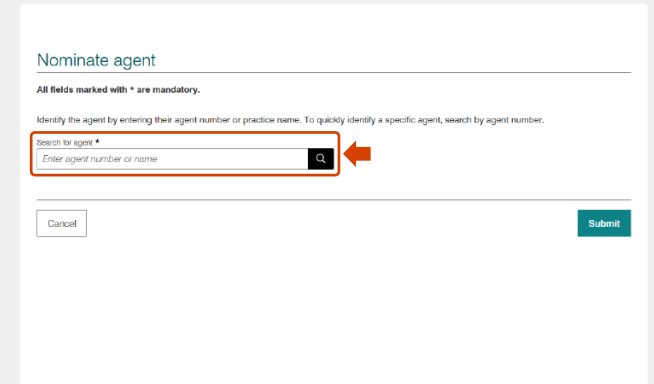 Nominate agent
All fields marked with * are mandatory.
Identify the agent by entering their agent number or practice name. To quickly identify a specific agent, search by agent number.
Search for agent *
Enter agent number or name
Cancel
Submit